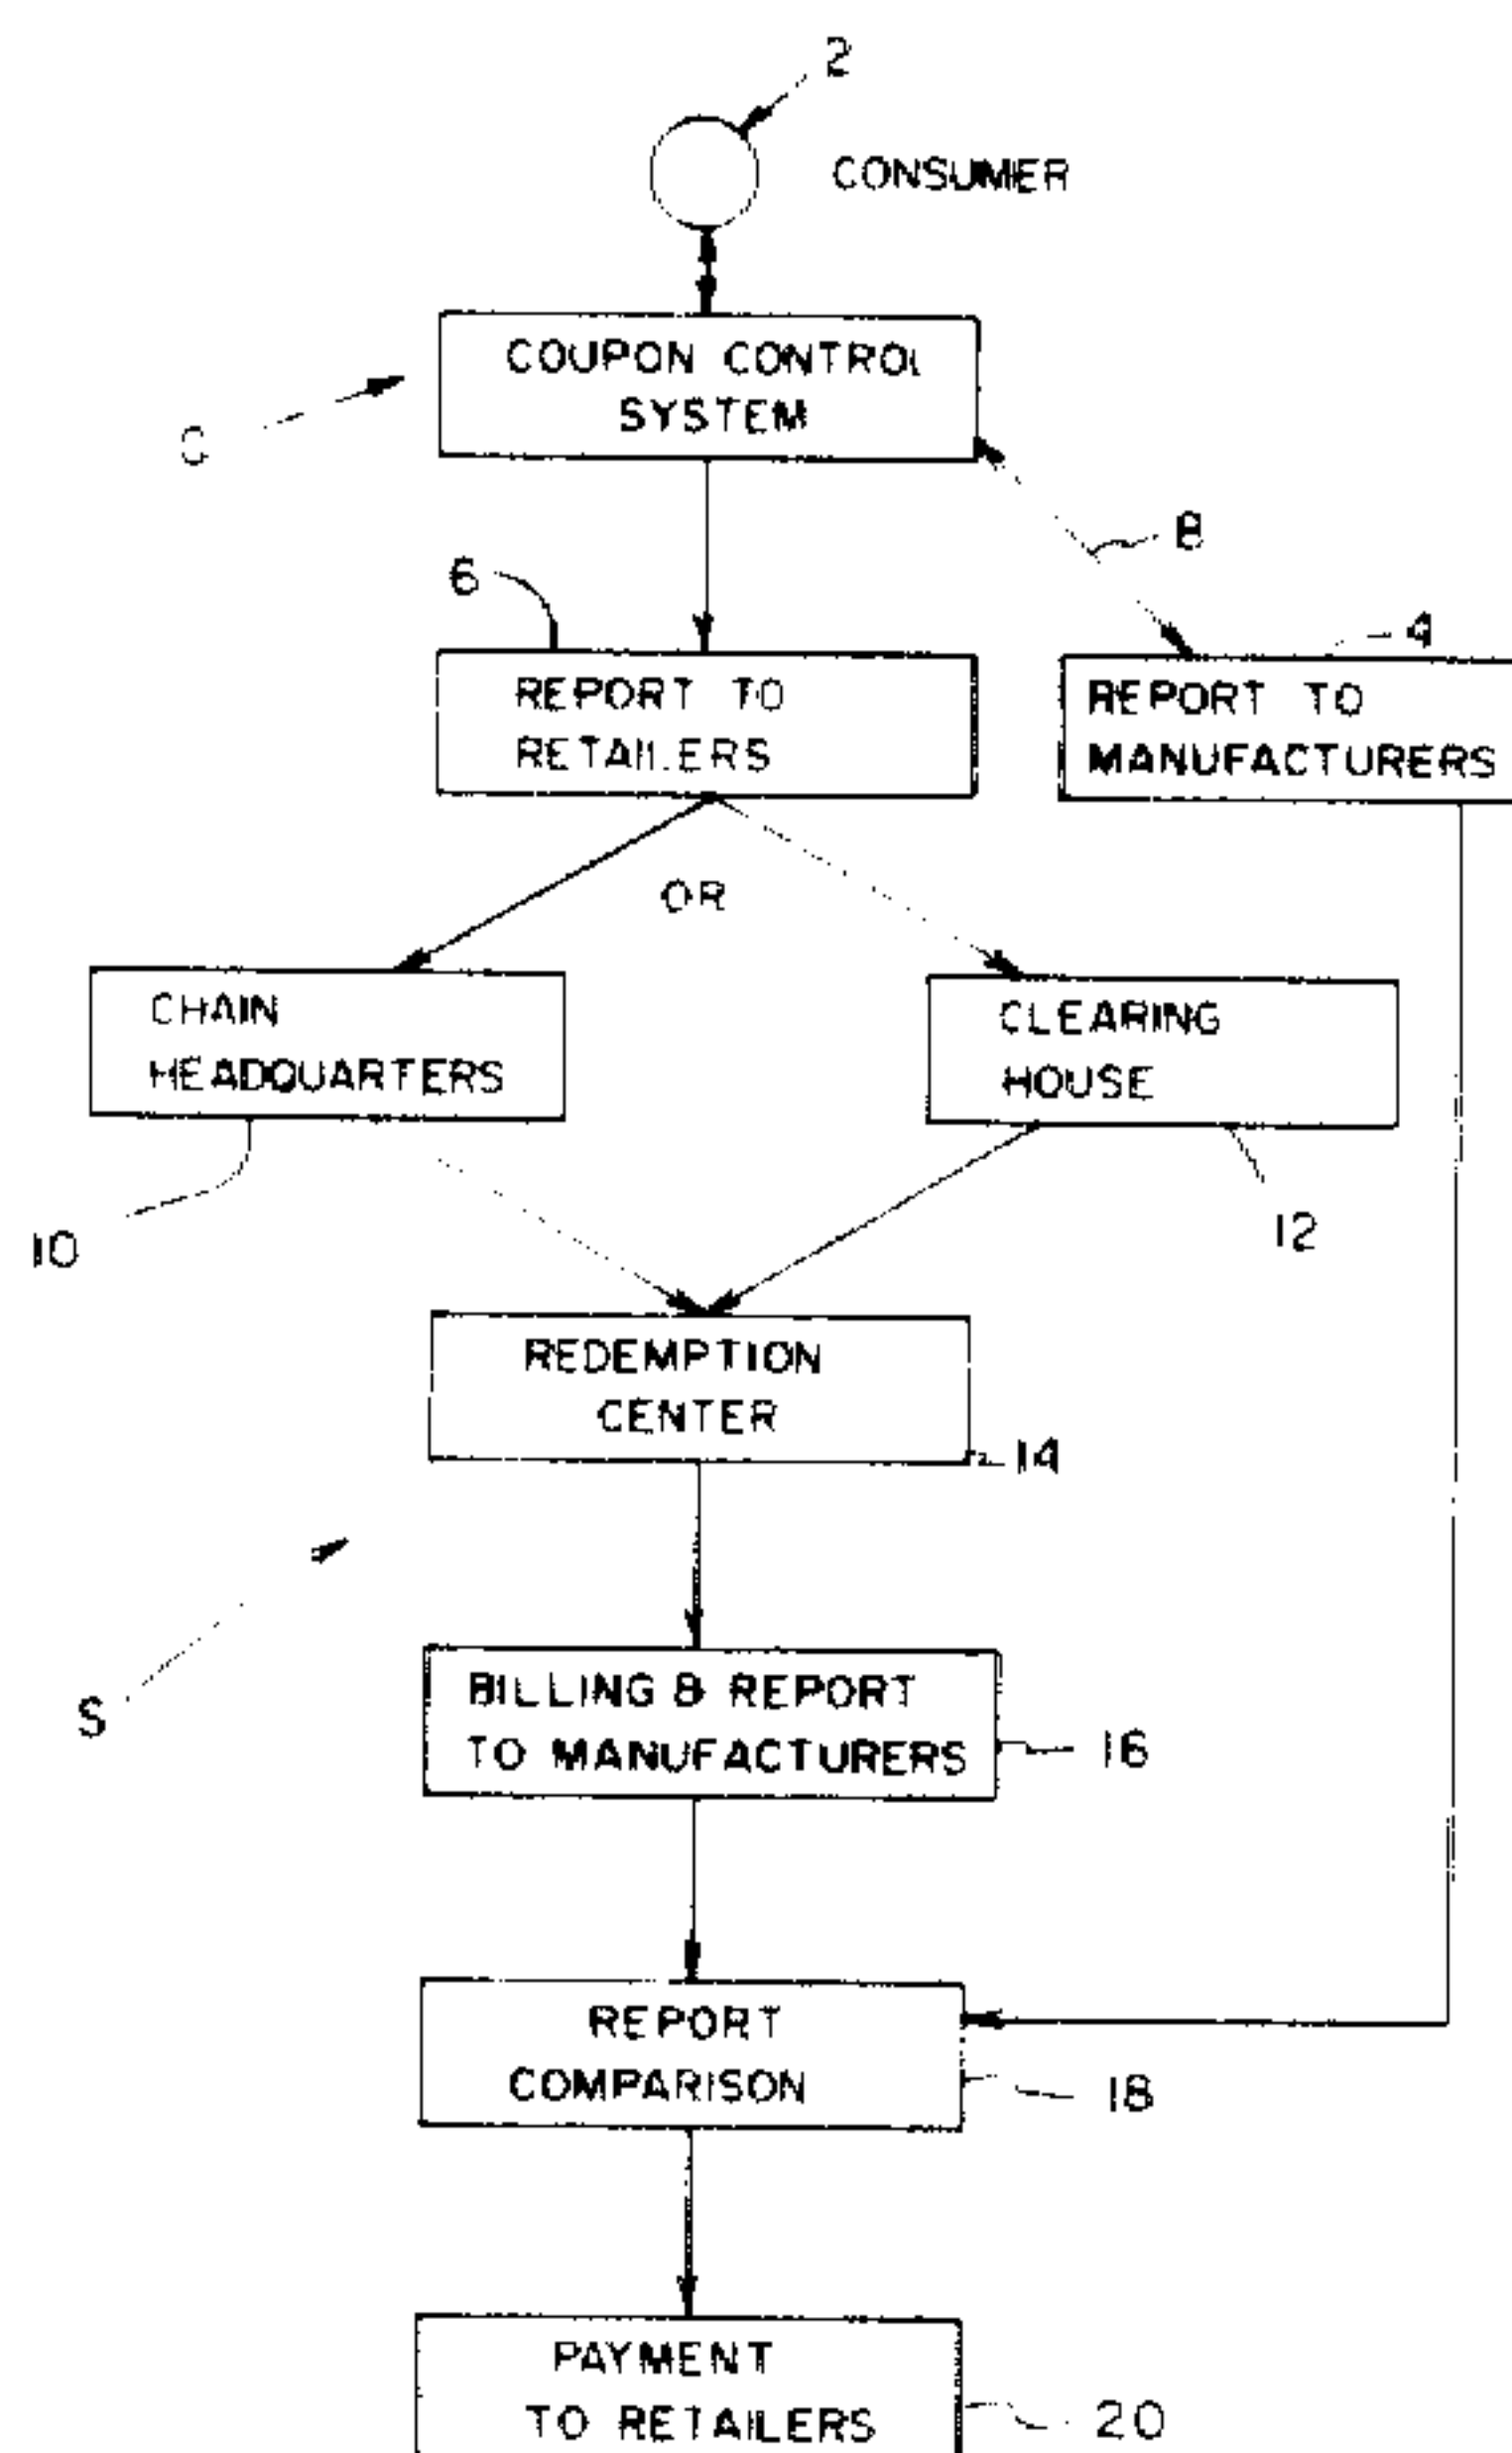 2
CONSUMER
COUPON CONTROL
SYSTEM
C
8
6
4
REPORT TO
RETAILERS
REPORT TO
MANUFACTURERS
OR
CHAIN
HEADQUARTERS
CLEARING
HOUSE
10
12
REDEMPTION
CENTER
14
S
BILLING & REPORT
TO MANUFACTURERS
16
REPORT
COMPARISON
18
PAYMENT
TO RETAILERS
20